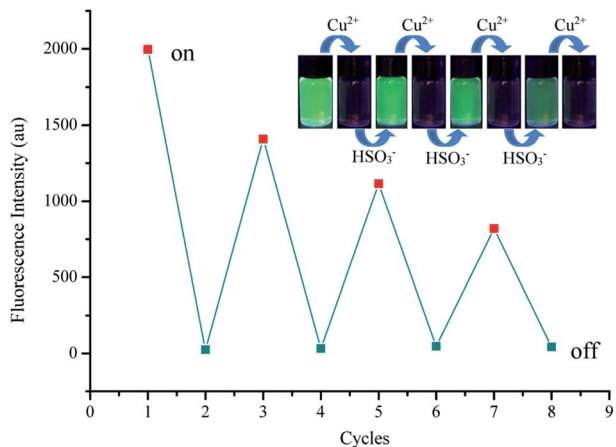 Cu²⁺ Cu²⁺ Cu²⁺ Cu²⁺
2000
on
1500
HSO₃⁻ HSO₃⁻ HSO₃⁻
1000
500
0
off
0 1 2 3 4 5 6 7 8 9
Cycles
Fluorescence Intensity (au)